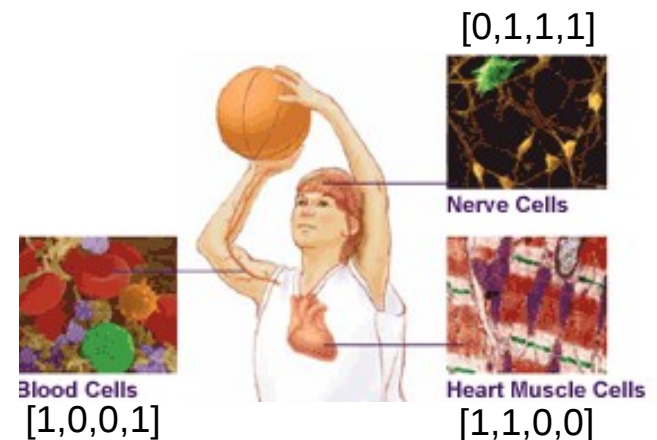 [0,1,1,1]
Nerve Cells
Blood Cells
[1,0,0,1]
Heart Muscle Cells
[1,1,0,0]